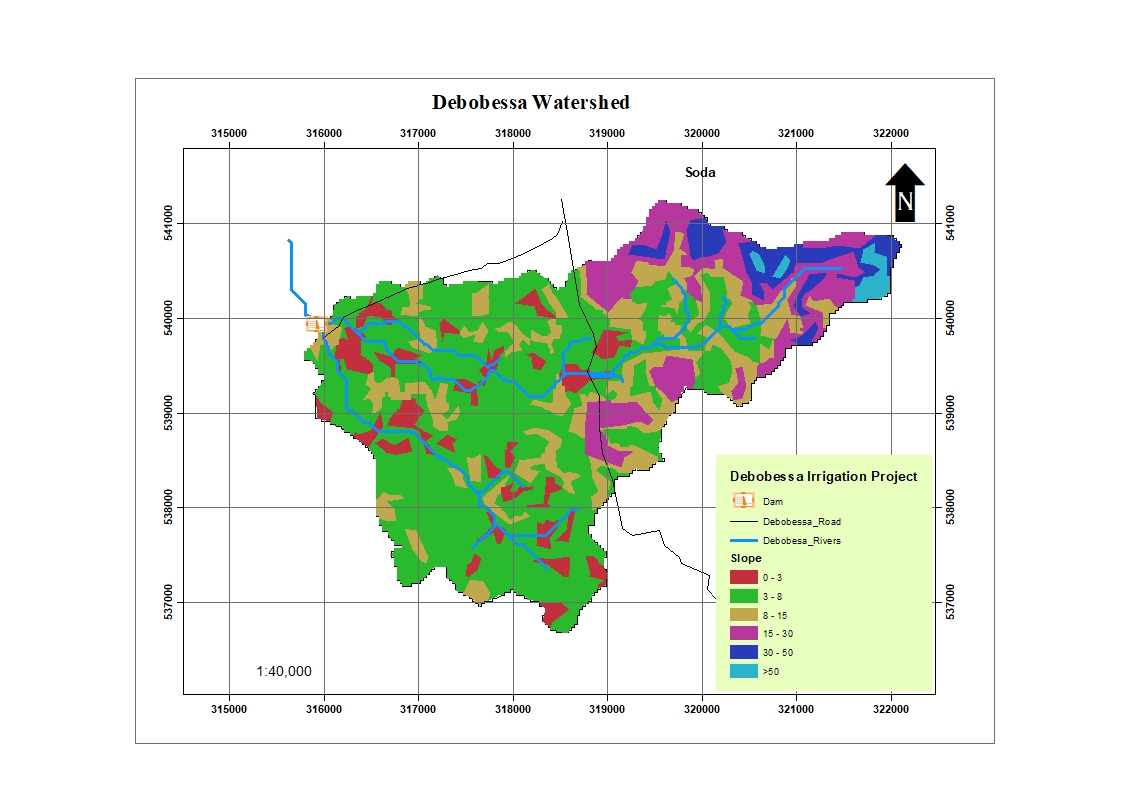 Debobessa Watershed
315000 316000 317000 318000 319000 320000 321000 322000
Soda
N
541000 541000
540000 540000
539000 539000
538000 538000
537000 537000
Debobessa Irrigation Project
Dam
Debobessa_Road
Debobesa_Rivers
Slope
0 - 3
3 - 8
8 - 15
15 - 30
30 - 50
>50
1:40,000
315000 316000 317000 318000 319000 320000 321000 322000